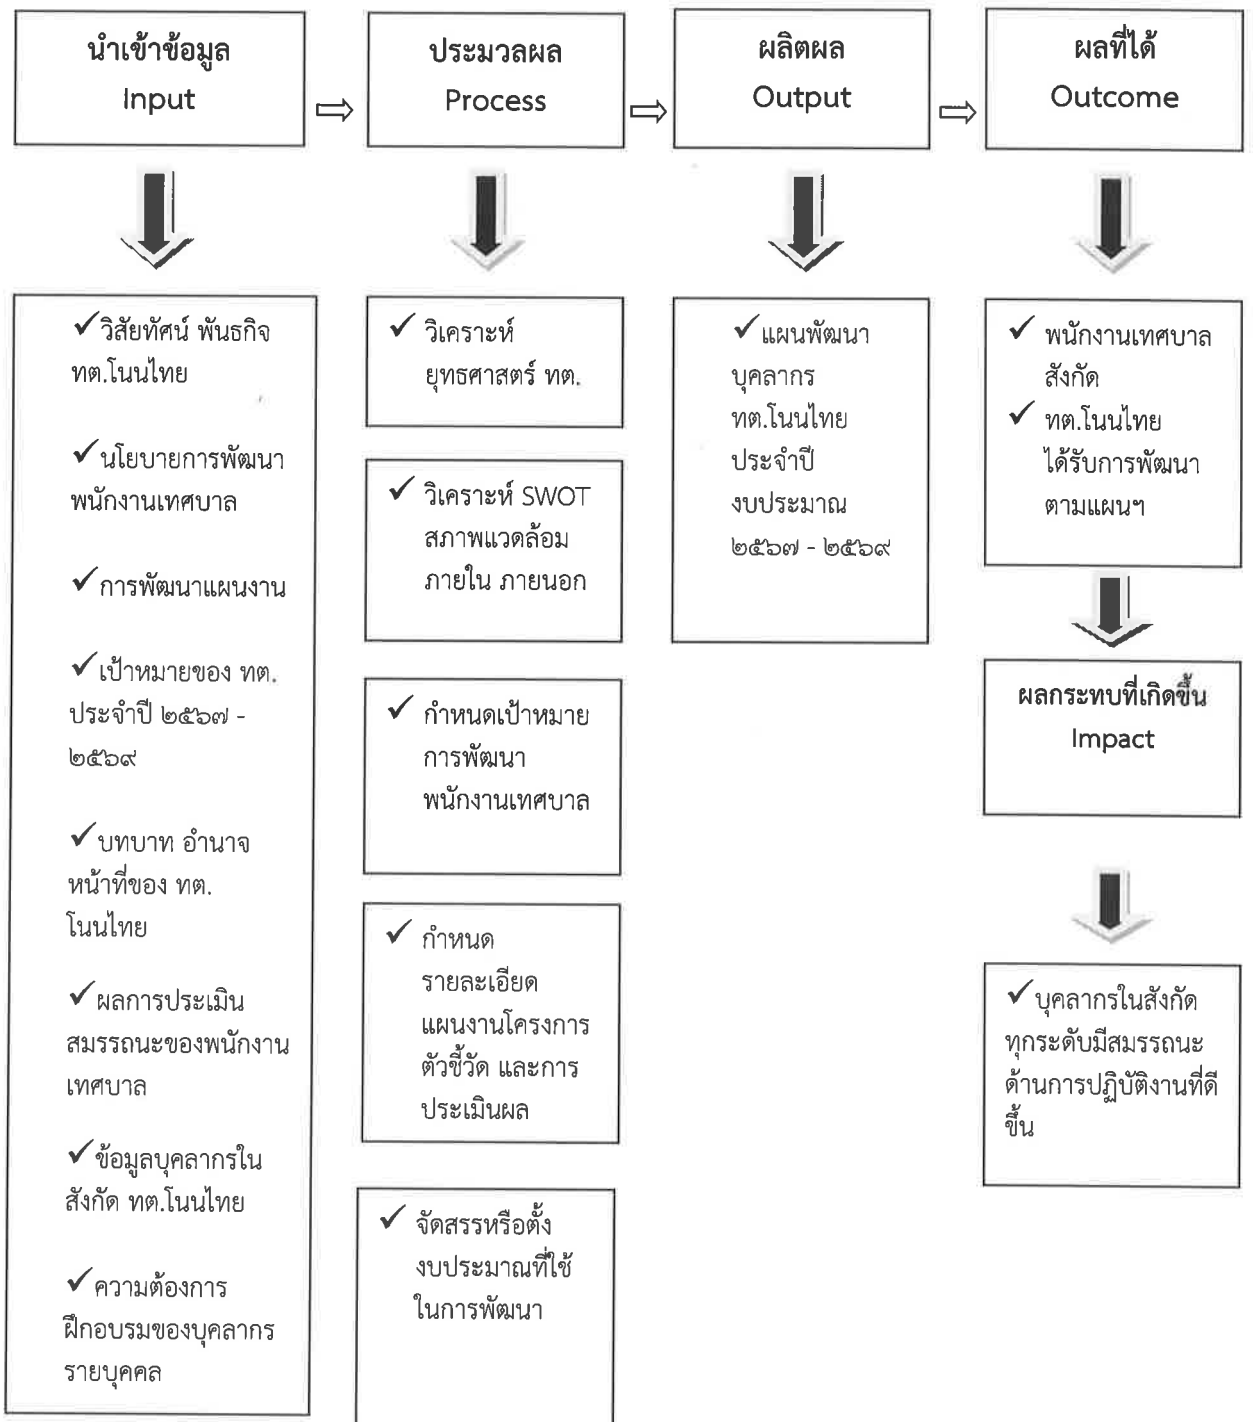 นำเข้าข้อมูล
Input
ประมวลผล
Process
ผลิตผล
Output
ผลที่ได้
Outcome
✓วิสัยทัศน์ พันธกิจ
ทต.โนนไทย
✓นโยบายการพัฒนา
พนักงานเทศบาล
✓การพัฒนาแผนงาน
✓เป้าหมายของ ทต.
ประจำปี ๒๕๖๗ -
๒๕๖๙
✓บทบาท อำนาจ
หน้าที่ของ ทต.
โนนไทย
✓ผลการประเมิน
สมรรถนะของพนักงาน
เทศบาล
✓ข้อมูลบุคลากรใน
สังกัด ทต.โนนไทย
✓ความต้องการ
ฝึกอบรมของบุคลากร
รายบุคคล
✓ วิเคราะห์
ยุทธศาสตร์ ทต.
✓ วิเคราะห์ SWOT
สภาพแวดล้อม
ภายใน ภายนอก
✓ กำหนดเป้าหมาย
การพัฒนา
พนักงานเทศบาล
✓ กำหนด
รายละเอียด
แผนงานโครงการ
ตัวชี้วัด และการ
ประเมินผล
✓ จัดสรรหรือตั้ง
งบประมาณที่ใช้
ในการพัฒนา
✓แผนพัฒนา
บุคลากร
ทต.โนนไทย
ประจำปี
งบประมาณ
๒๕๖๗ - ๒๕๖๙
✓ พนักงานเทศบาล
สังกัด
✓ ทต.โนนไทย
ได้รับการพัฒนา
ตามแผนฯ
ผลกระทบที่เกิดขึ้น
Impact
✓บุคลากรในสังกัด
ทุกระดับมีสมรรถนะ
ด้านการปฏิบัติงานที่ดี
ขึ้น